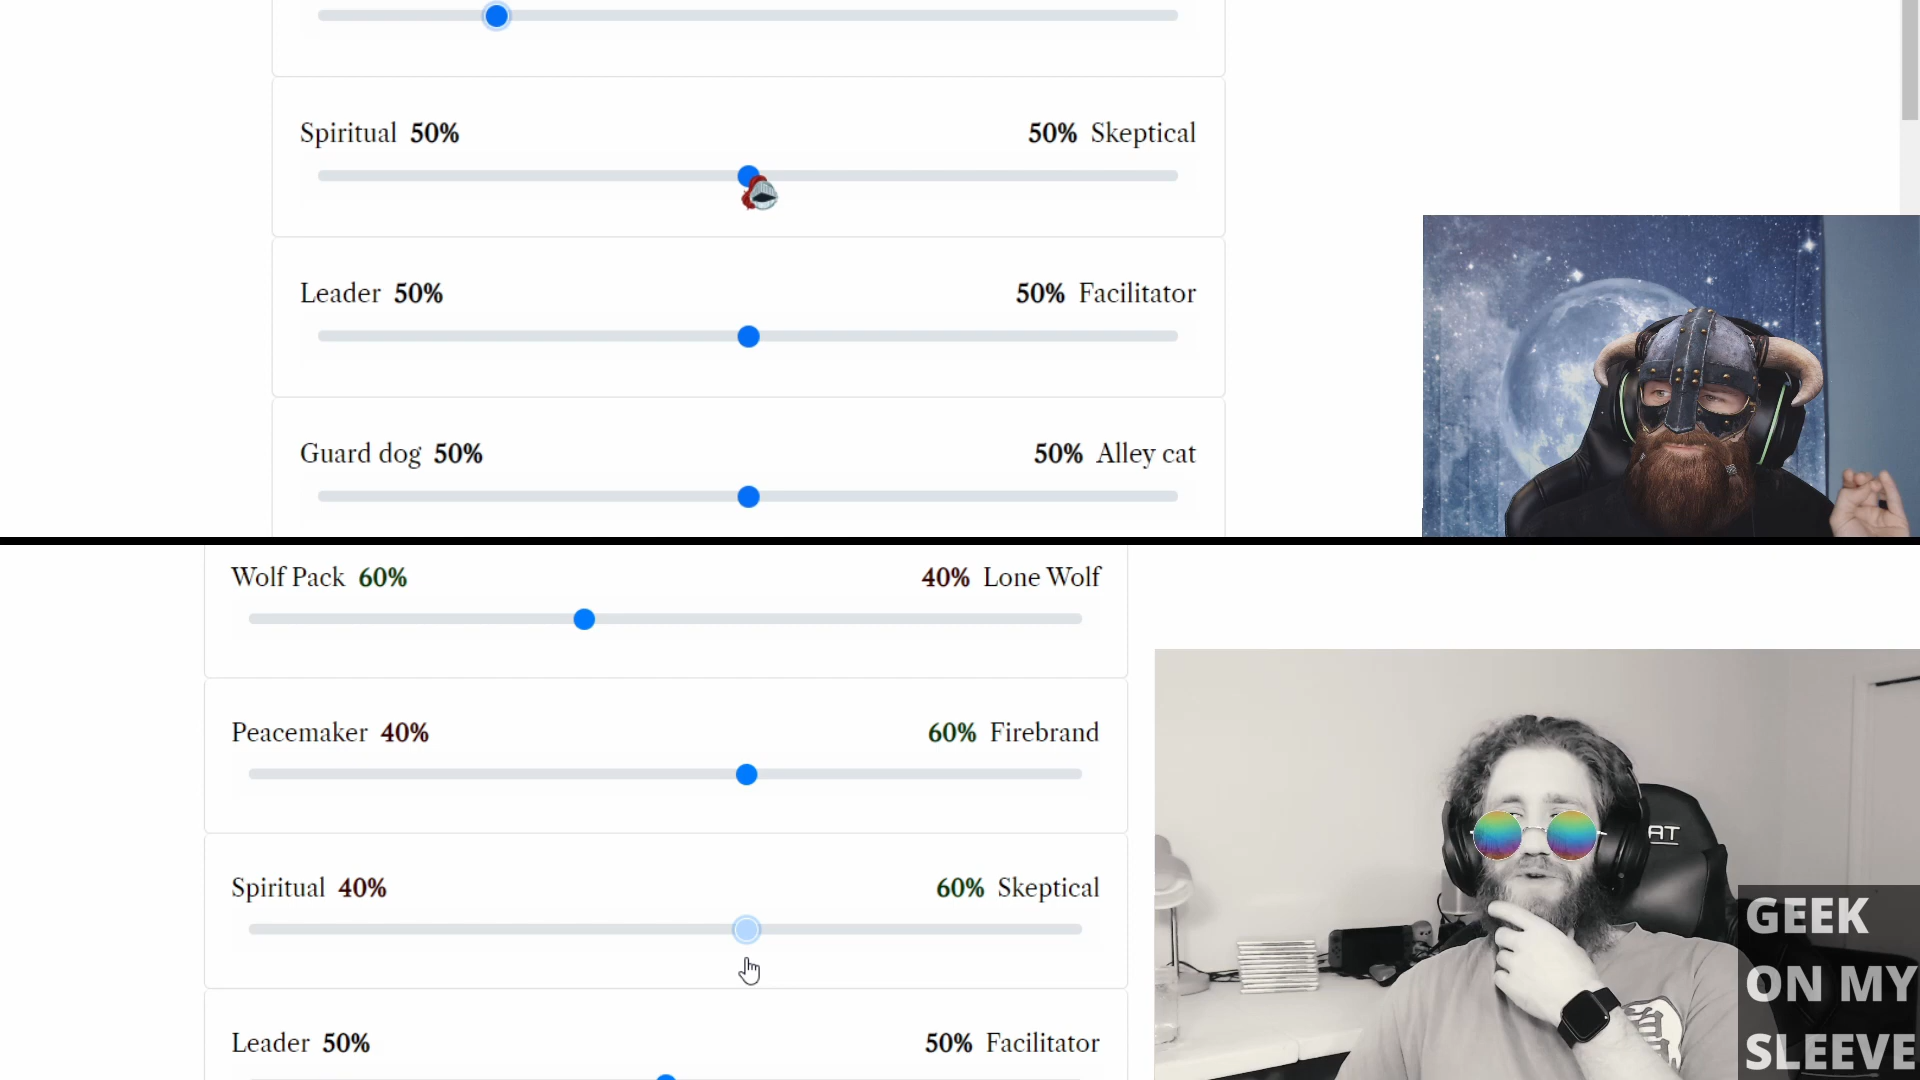 Spiritual 50% 50% Skeptical
Leader 50% 50% Facilitator
Guard dog 50% 50% Alley cat
Wolf Pack 60% 40% Lone Wolf
Peacemaker 40% 60% Firebrand
Spiritual 40% 60% Skeptical
Leader 50% 50% Facilitator
AT
GEEK
ON MY
SLEEVE